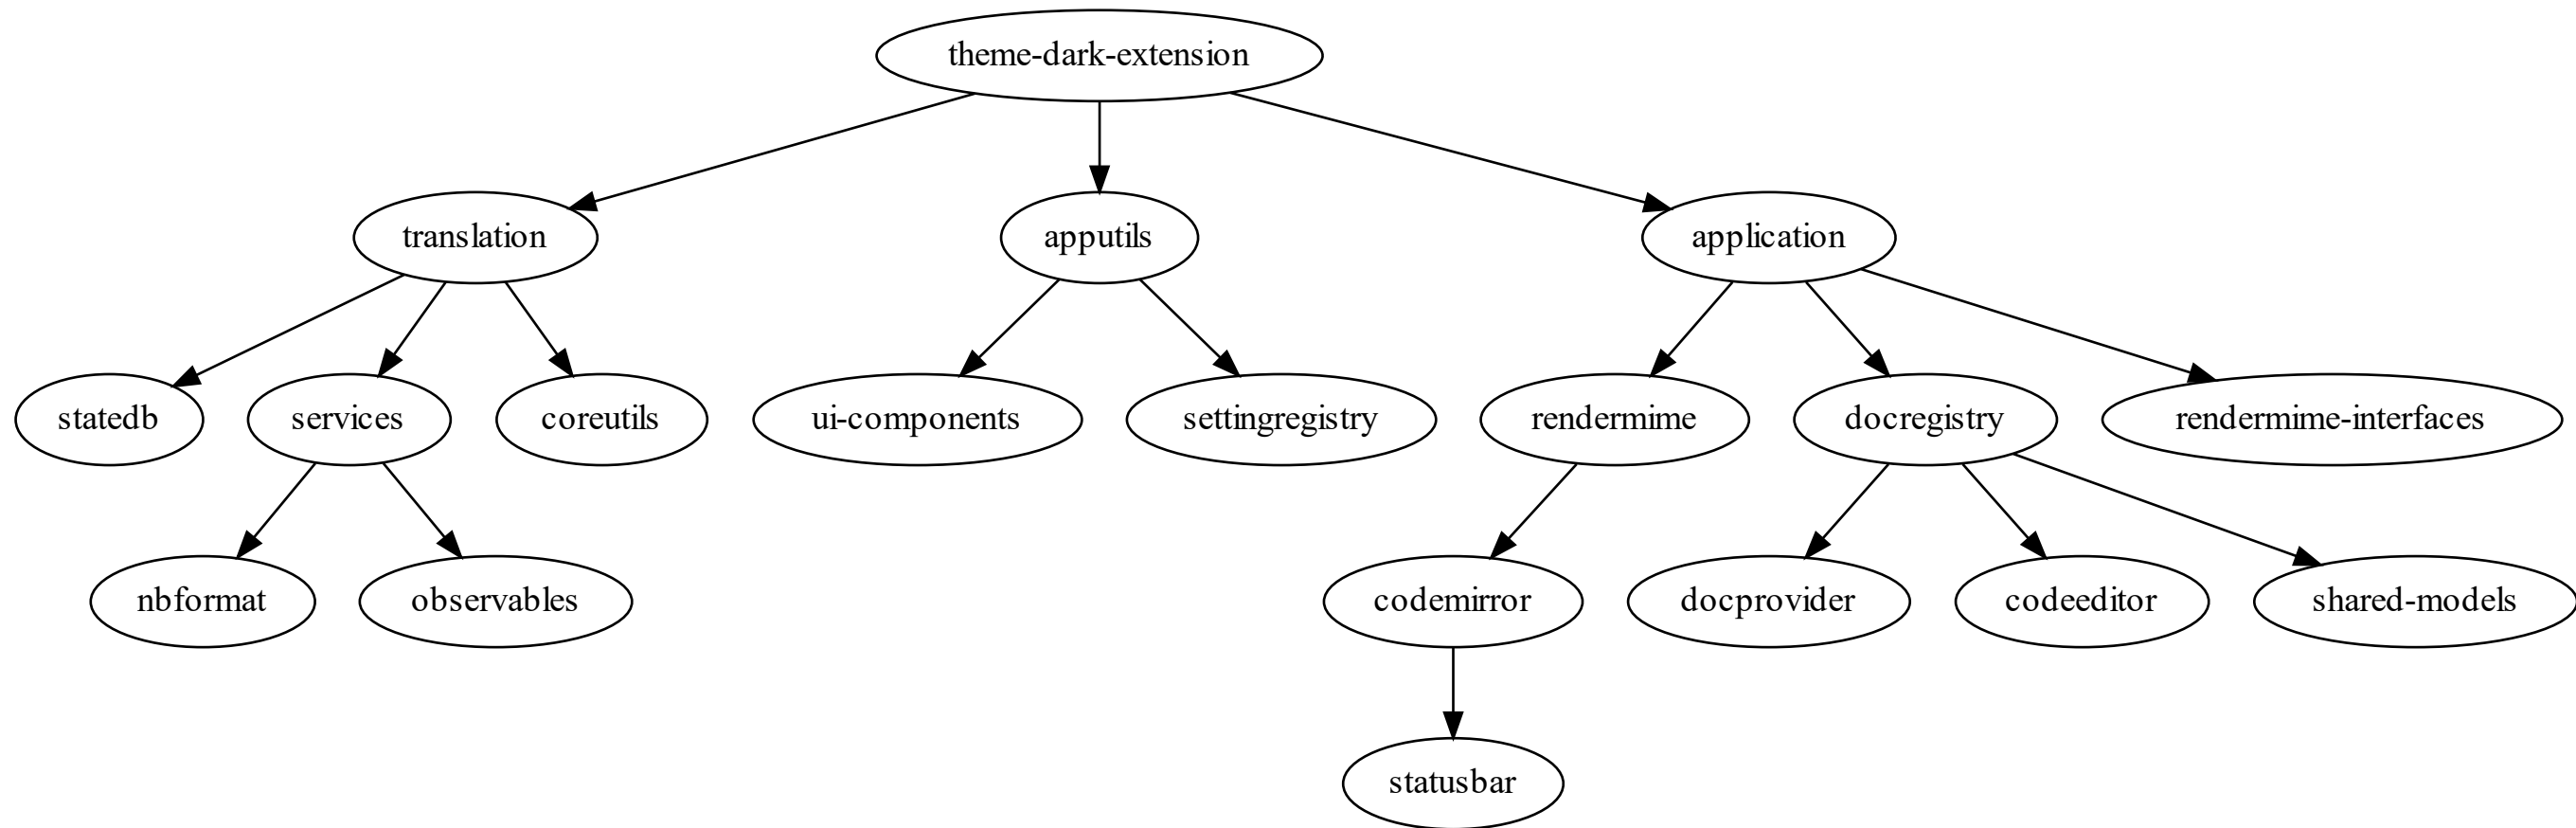 theme-dark-extension
translation
apputils
application
statedb
services
coreutils
ui-components
settingregistry
rendermime
docregistry
rendermime-interfaces
nbformat
observables
codemirror
docprovider
codeeditor
shared-models
statusbar